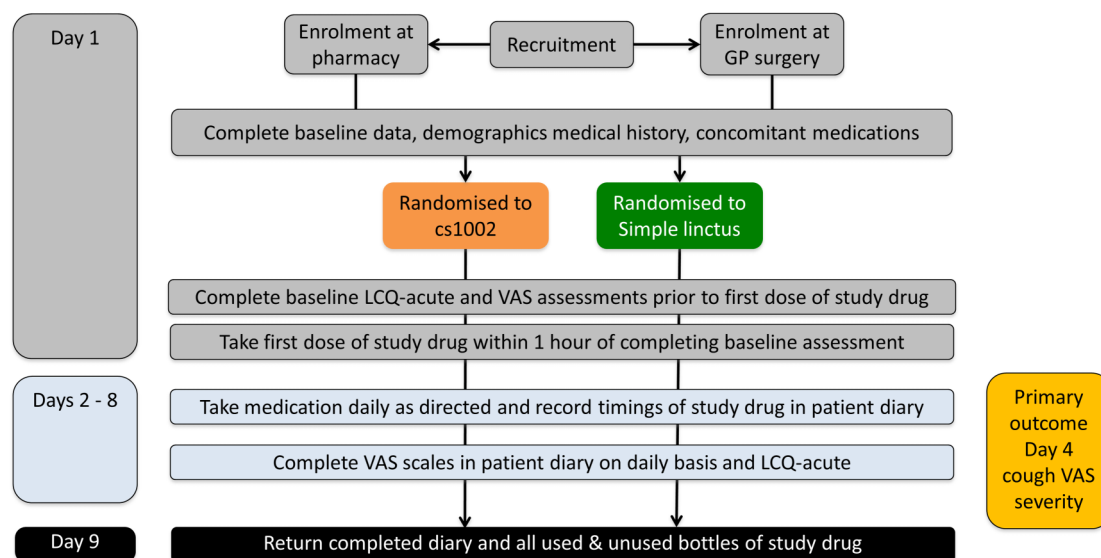 Day 1
Enrolment at
pharmacy
Recruitment
Enrolment at
GP surgery
Complete baseline data, demographics medical history, concomitant medications
Randomised to
cs1002
Randomised to
Simple linctus
Complete baseline LCQ-acute and VAS assessments prior to first dose of study drug
Take first dose of study drug within 1 hour of completing baseline assessment
Days 2 - 8
Take medication daily as directed and record timings of study drug in patient diary
Complete VAS scales in patient diary on daily basis and LCQ-acute
Primary
outcome
Day 4
cough VAS
severity
Day 9
Return completed diary and all used & unused bottles of study drug